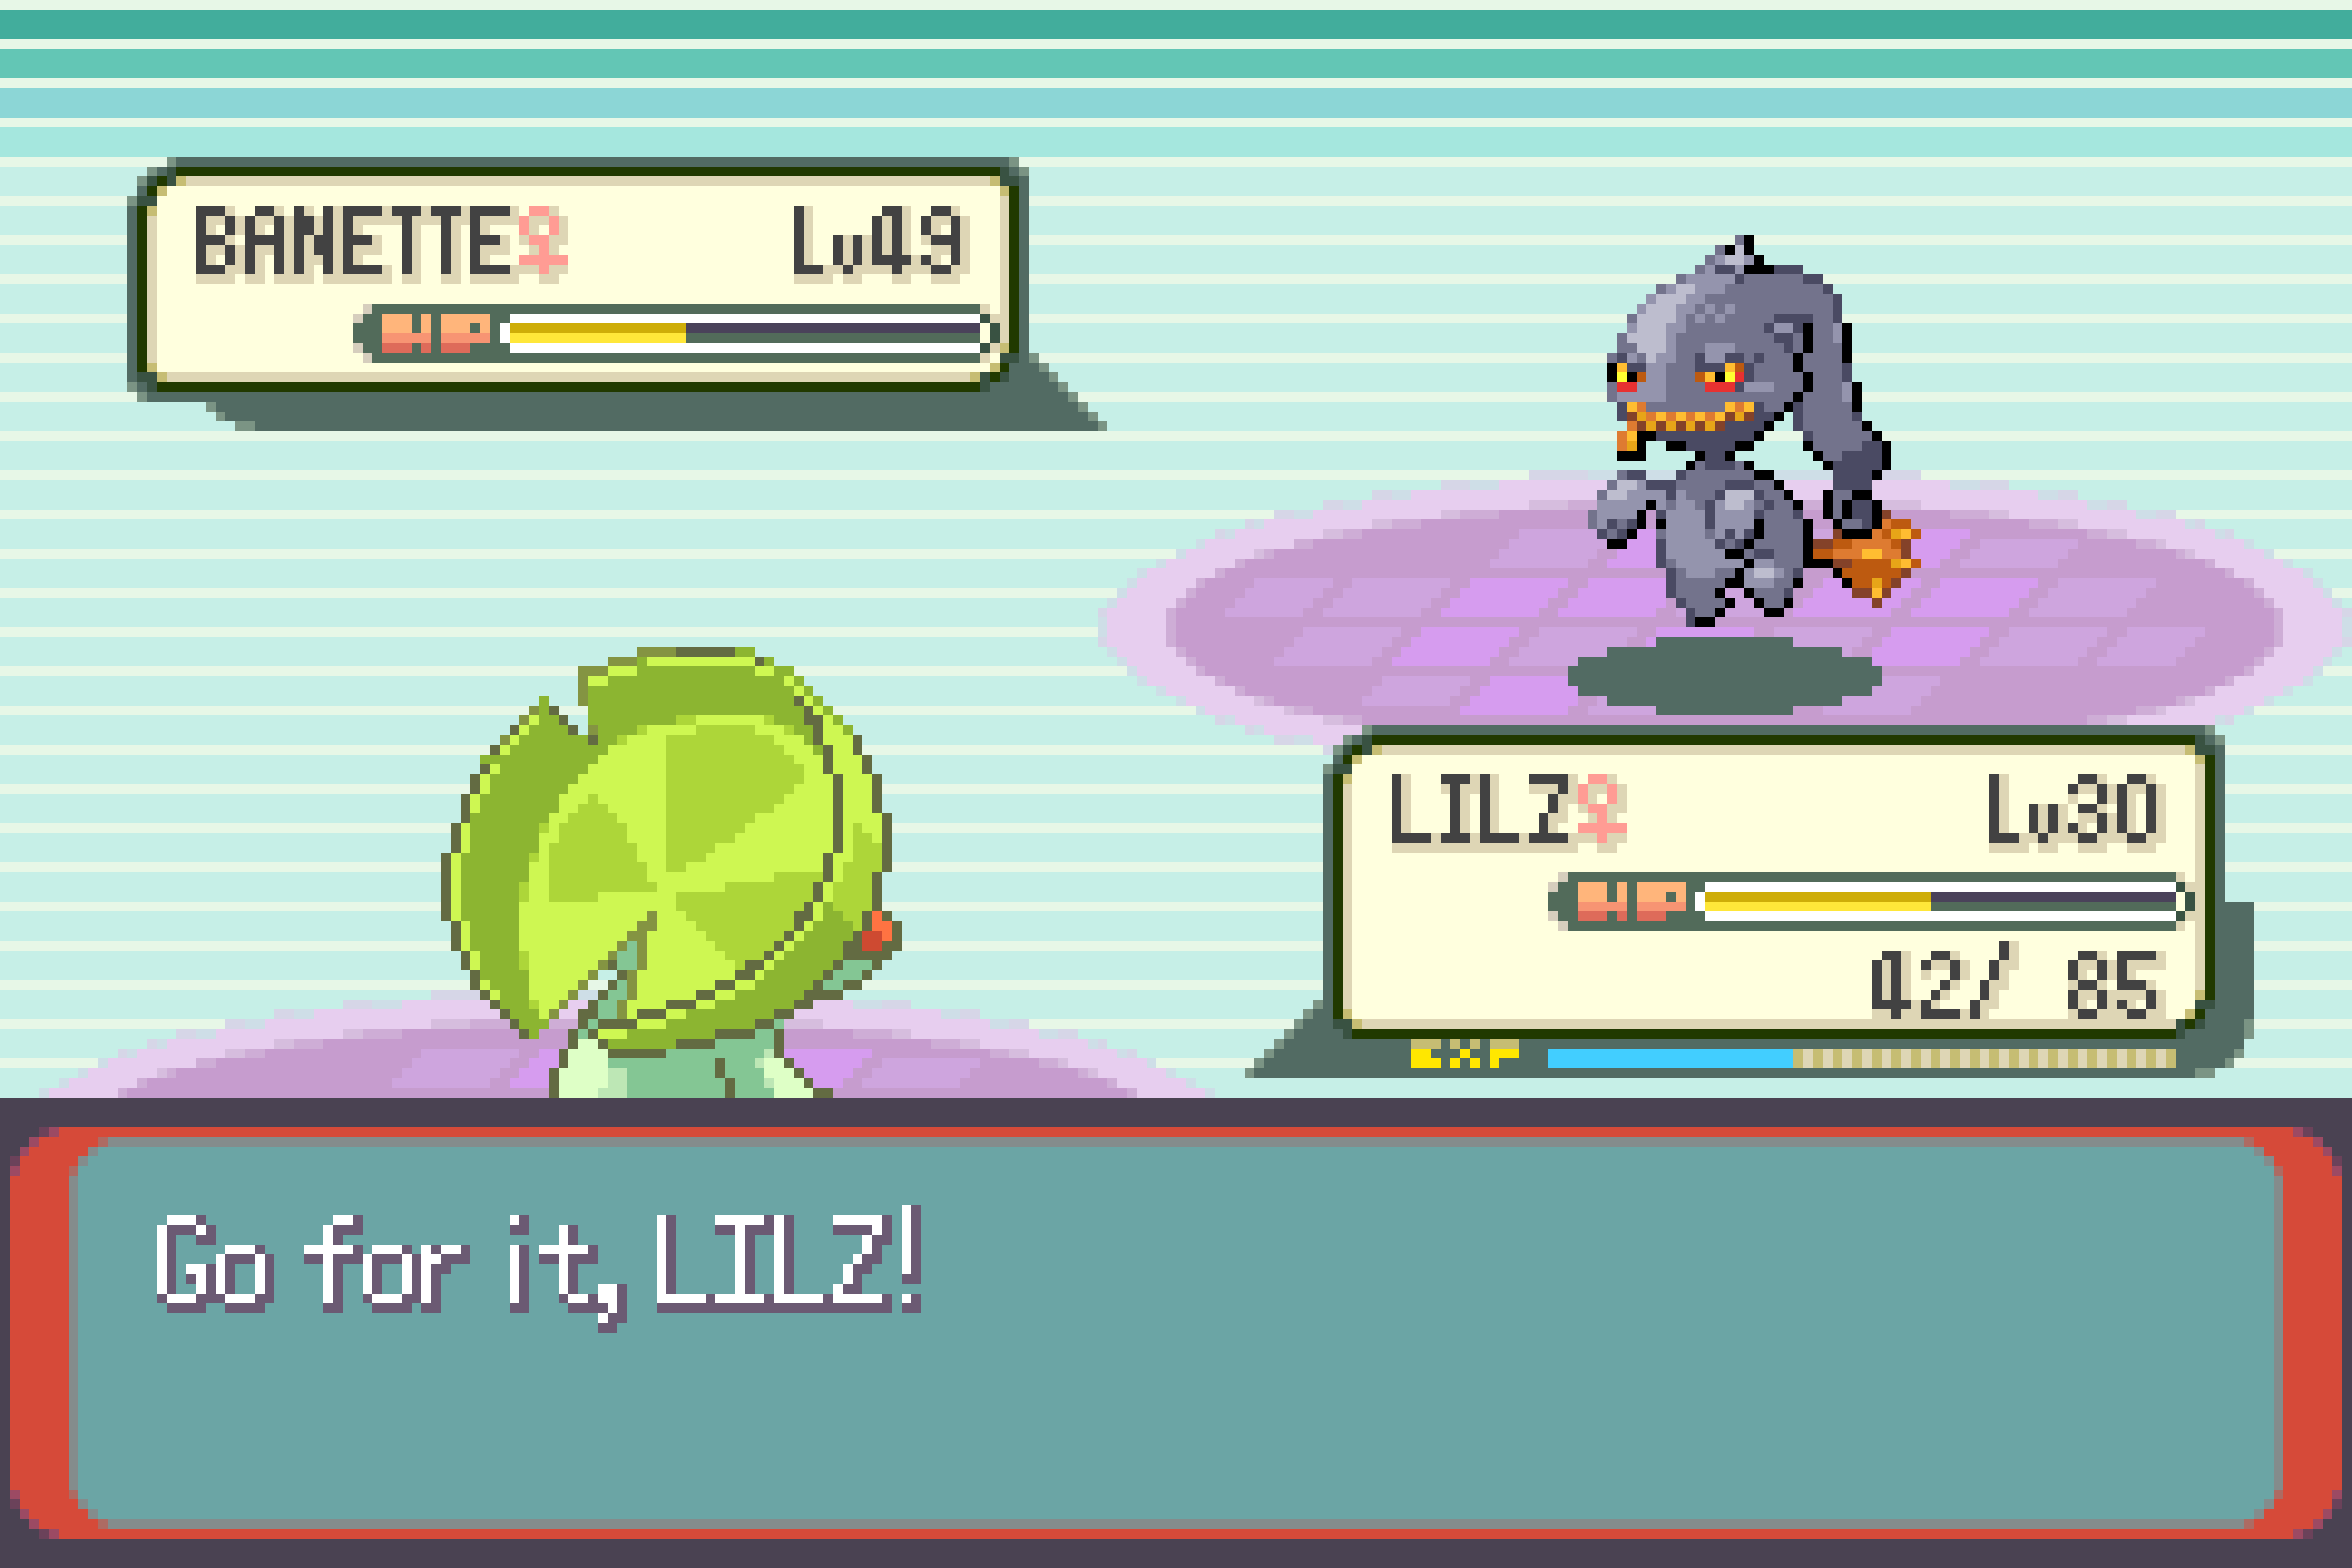 BANETTE♀ Lv49
HP
LILZ♀ Lv30
HP
42/ 85
EXP
Go for it, LILZ!